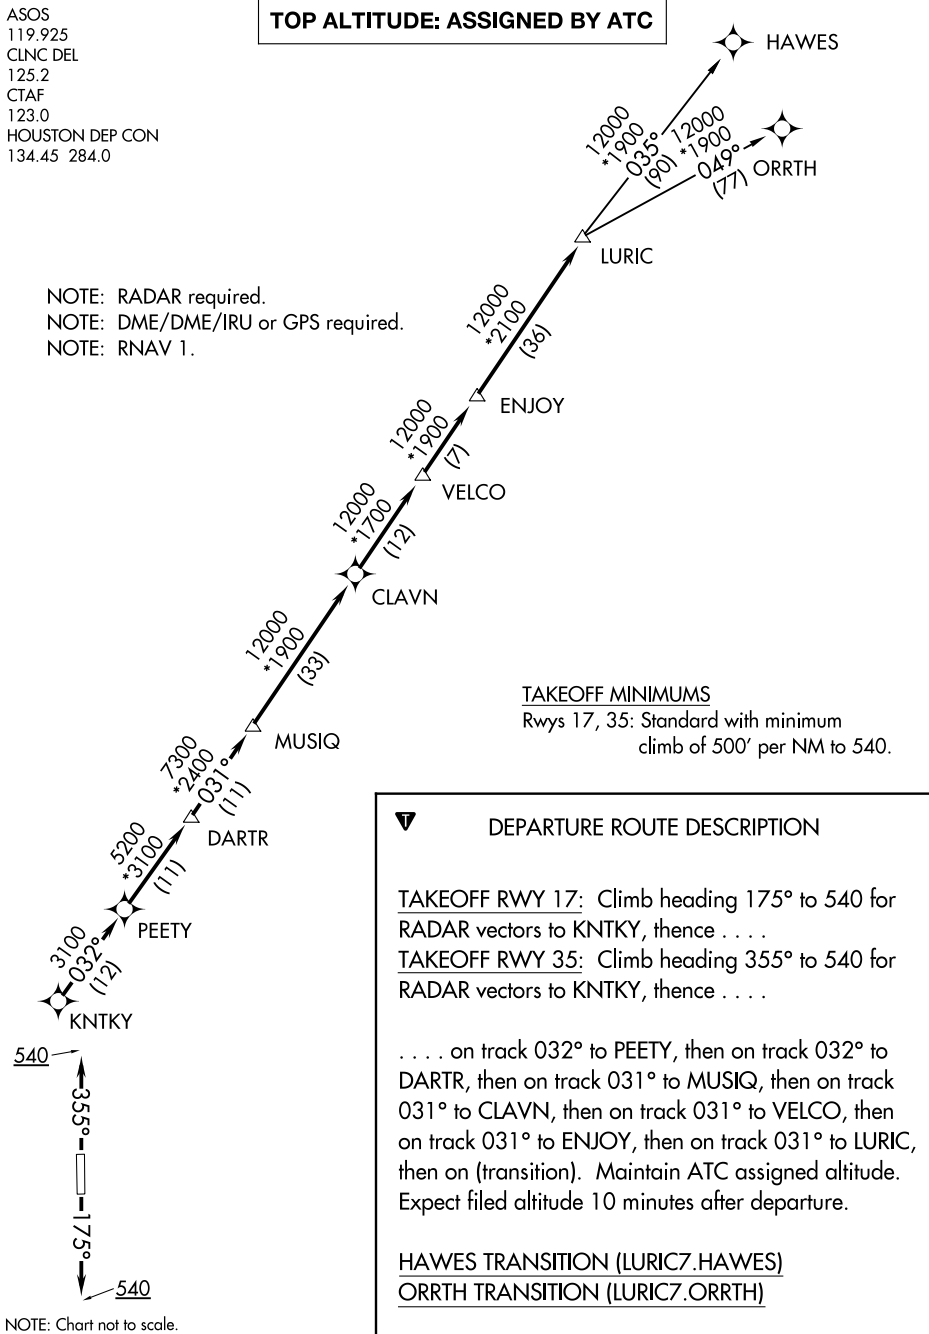 ASOS
119.925
CLNC DEL
125.2
CTAF
123.0
HOUSTON DEP CON
134.45 284.0
TOP ALTITUDE: ASSIGNED BY ATC
HAWES
12000
*1900
035°
(90)
12000
*1900
049°
(77)
ORRTH
LURIC
NOTE: RADAR required.
NOTE: DME/DME/IRU or GPS required.
NOTE: RNAV 1.
12000
*2100
(36)
ENJOY
12000
*1900
(7)
VELCO
12000
*1700
(12)
CLAVN
12000
*1900
(33)
MUSIQ
TAKEOFF MINIMUMS
Rwys 17, 35: Standard with minimum
climb of 500′ per NM to 540.
7300
*2400
031°
(11)
DARTR
5200
*3100
(11)
PEETY
3100
032°
(12)
KNTKY
540
355°
175°
540
NOTE: Chart not to scale.
T
DEPARTURE ROUTE DESCRIPTION
TAKEOFF RWY 17: Climb heading 175° to 540 for
RADAR vectors to KNTKY, thence . . . .
TAKEOFF RWY 35: Climb heading 355° to 540 for
RADAR vectors to KNTKY, thence . . . .
. . . . on track 032° to PEETY, then on track 032° to
DARTR, then on track 031° to MUSIQ, then on track
031° to CLAVN, then on track 031° to VELCO, then
on track 031° to ENJOY, then on track 031° to LURIC,
then on (transition). Maintain ATC assigned altitude.
Expect filed altitude 10 minutes after departure.
HAWES TRANSITION (LURIC7.HAWES)
ORRTH TRANSITION (LURIC7.ORRTH)